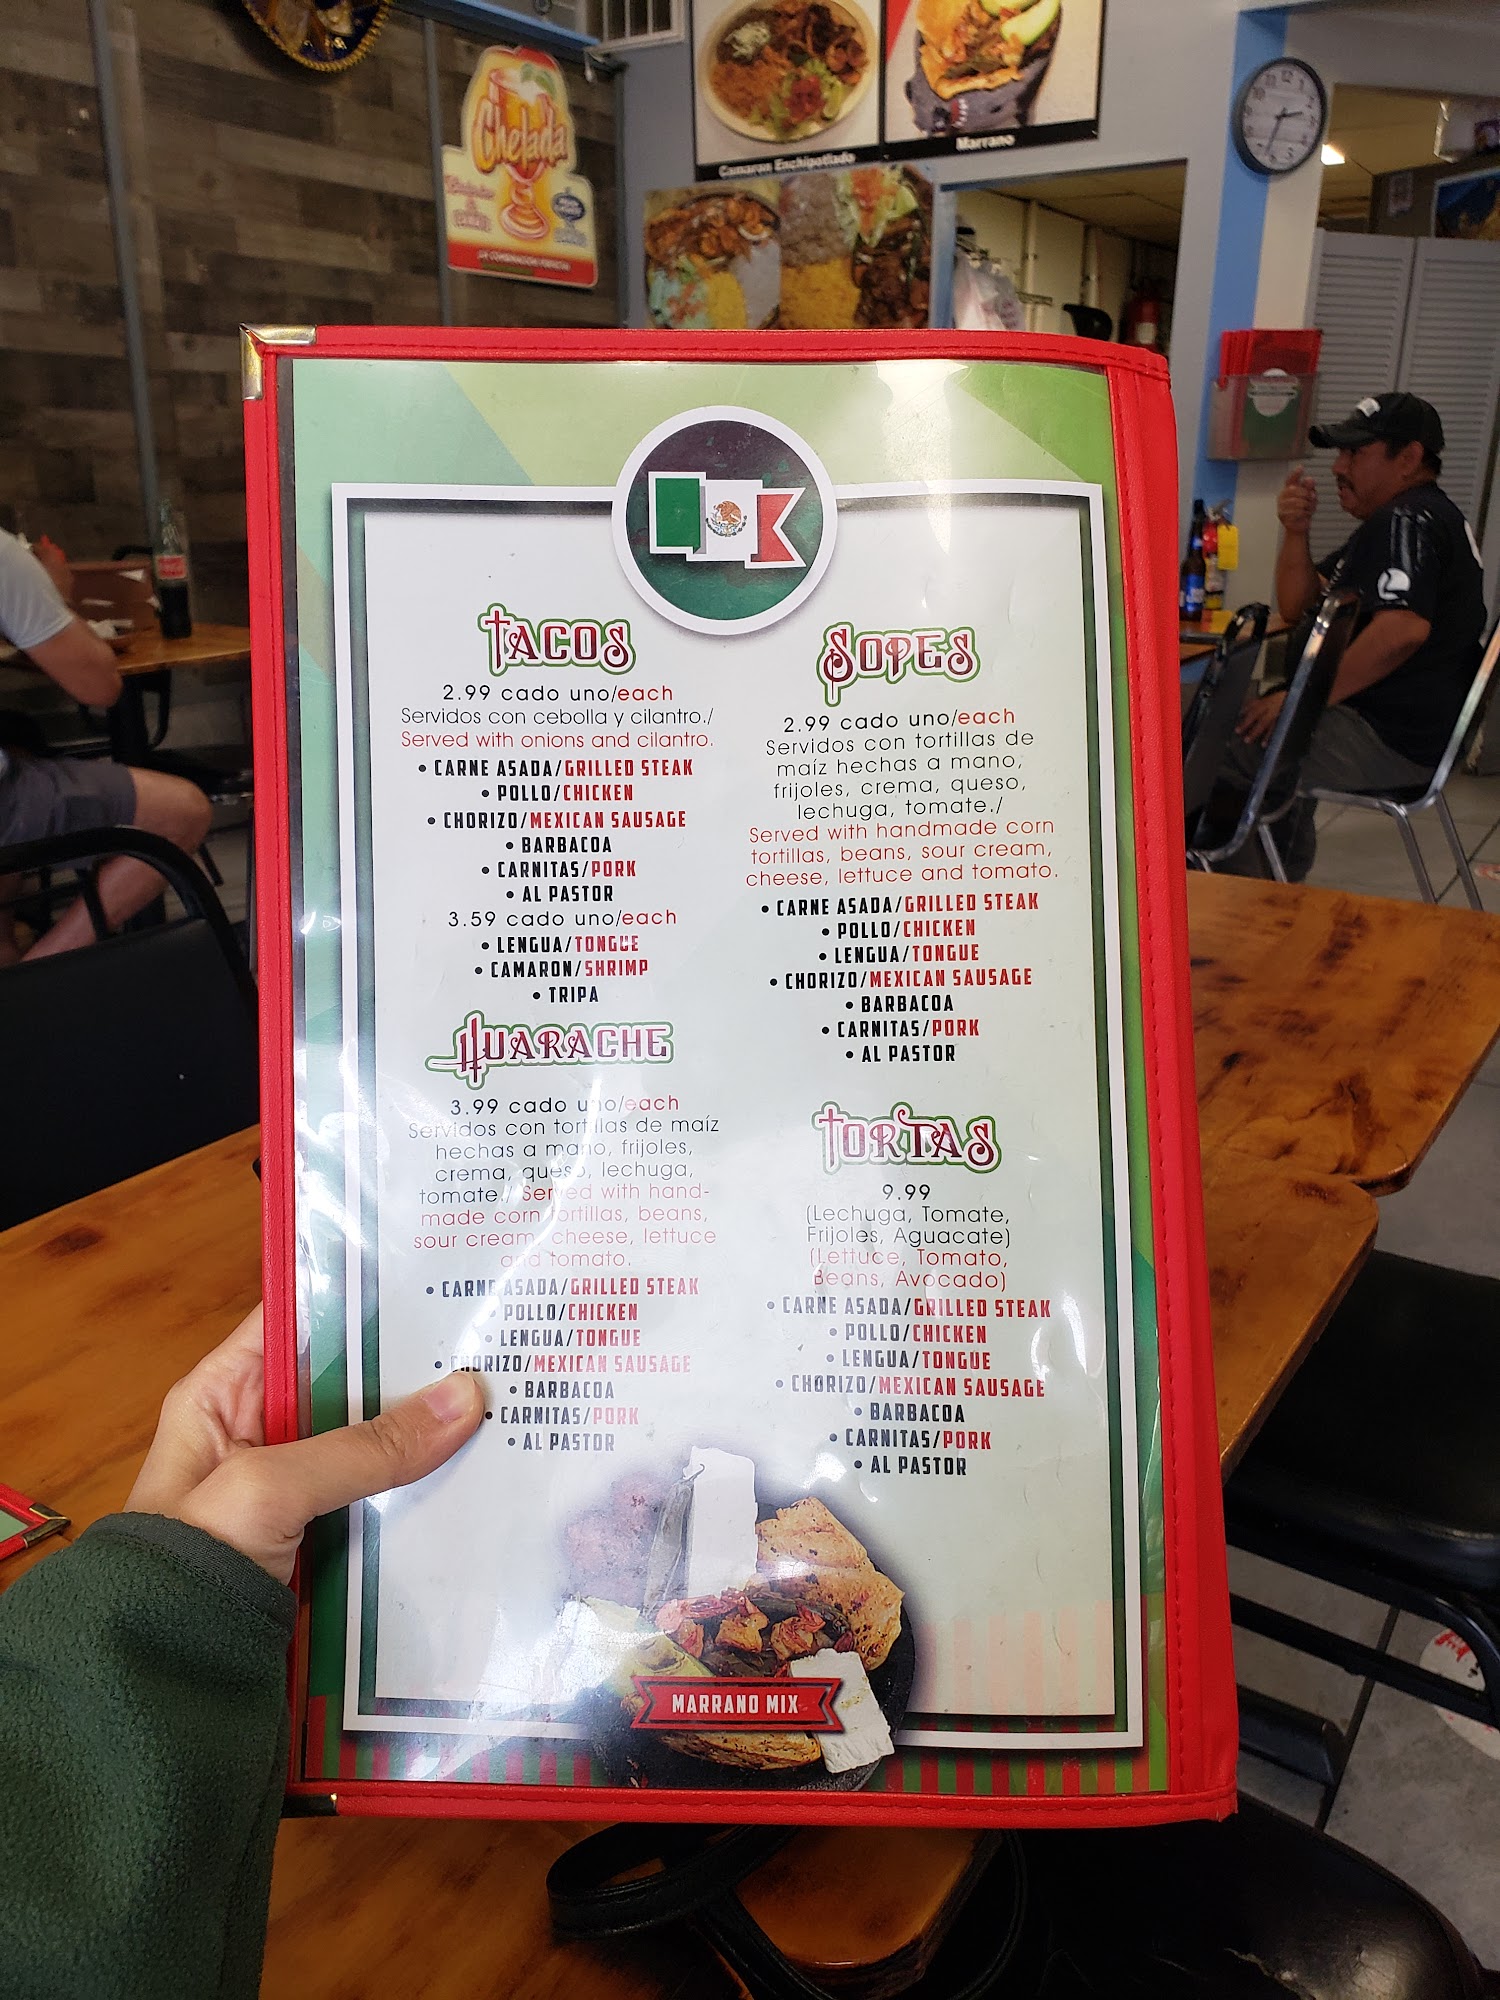 Chelada
Camaron Enchipotlado
Marrano
TACOS
2.99 cado uno/each
Servidos con cebolla y cilantro./
Served with onions and cilantro.
• CARNE ASADA/GRILLED STEAK
• POLLO/CHICKEN
• CHORIZO/MEXICAN SAUSAGE
• BARBACOA
• CARNITAS/PORK
• AL PASTOR
3.59 cado uno/each
• LENGUA/TONGUE
• CAMARON/SHRIMP
• TRIPA
HUARACHE
3.99 cado uno/each
Servidos con tortillas de maíz
hechas a mano, frijoles,
crema, queso, lechuga,
tomate./ Served with hand-
made corn tortillas, beans,
sour cream, cheese, lettuce
and tomato.
• CARNE ASADA/GRILLED STEAK
• POLLO/CHICKEN
• LENGUA/TONGUE
• CHORIZO/MEXICAN SAUSAGE
• BARBACOA
• CARNITAS/PORK
• AL PASTOR
SOPES
2.99 cado uno/each
Servidos con tortillas de
maíz hechas a mano,
frijoles, crema, queso,
lechuga, tomate./
Served with handmade corn
tortillas, beans, sour cream,
cheese, lettuce and tomato.
• CARNE ASADA/GRILLED STEAK
• POLLO/CHICKEN
• LENGUA/TONGUE
• CHORIZO/MEXICAN SAUSAGE
• BARBACOA
• CARNITAS/PORK
• AL PASTOR
TORTAS
9.99
(Lechuga, Tomate,
Frijoles, Aguacate)
(Lettuce, Tomato,
Beans, Avocado)
• CARNE ASADA/GRILLED STEAK
• POLLO/CHICKEN
• LENGUA/TONGUE
• CHORIZO/MEXICAN SAUSAGE
• BARBACOA
• CARNITAS/PORK
• AL PASTOR
MARRANO MIX